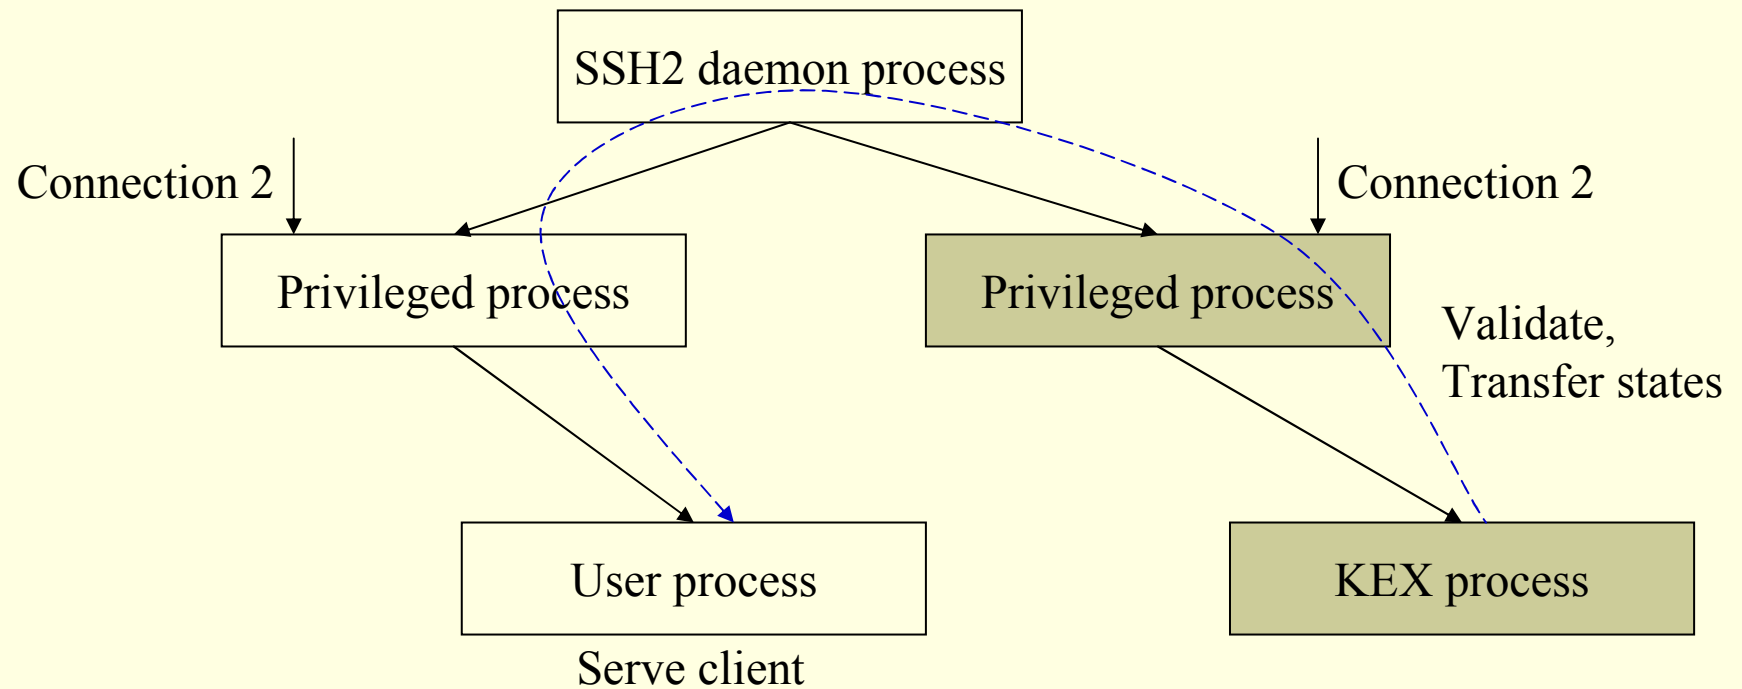 SSH2 daemon process
Connection 2
Connection 2
Privileged process
Privileged process
Validate,
Transfer states
User process
KEX process
Serve client